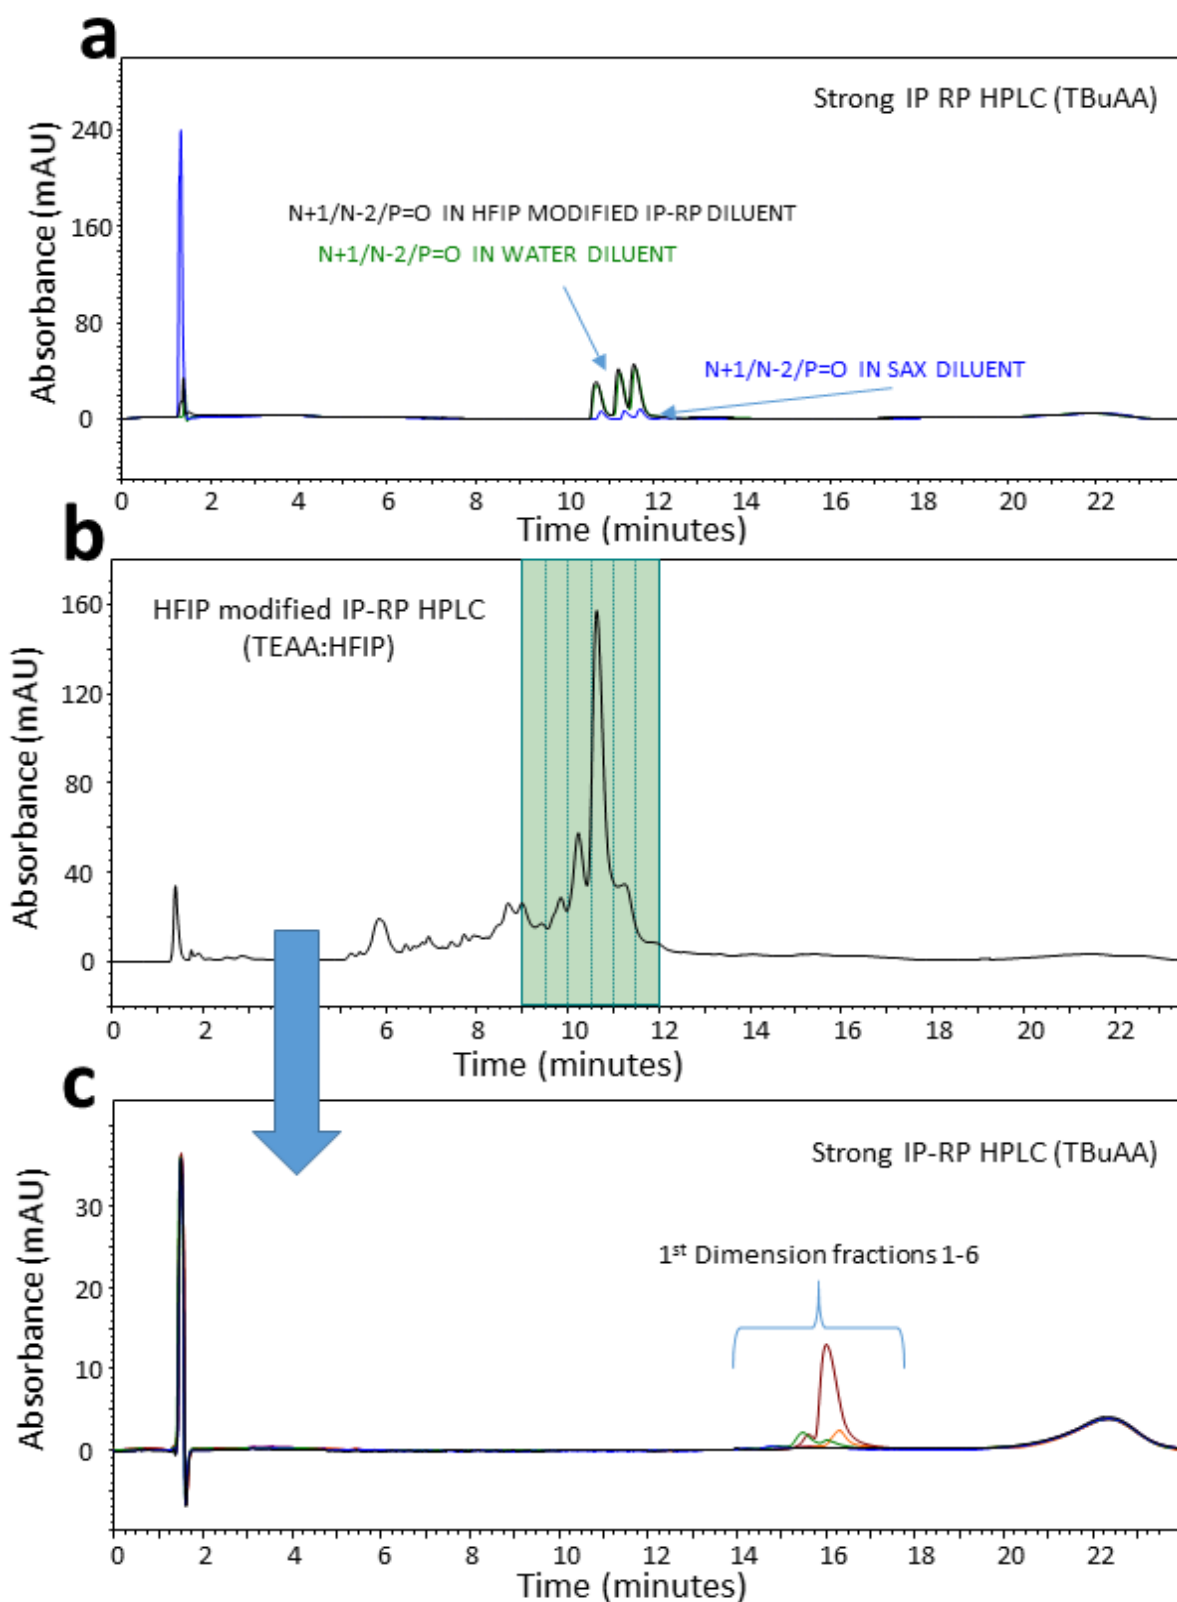 a
Strong IP RP HPLC (TBuAA)
N+1/N-2/P=O IN HFIP MODIFIED IP-RP DILUENT
N+1/N-2/P=O IN WATER DILUENT
N+1/N-2/P=O IN SAX DILUENT
Absorbance (mAU)
240
160
80
0
0 2 4 6 8 10 12 14 16 18 20 22
Time (minutes)
b
HFIP modified IP-RP HPLC
(TEAA:HFIP)
Absorbance (mAU)
160
120
80
40
0
0 2 4 6 8 10 12 14 16 18 20 22
Time (minutes)
c
Strong IP-RP HPLC (TBuAA)
1st Dimension fractions 1-6
Absorbance (mAU)
30
20
10
0
0 2 4 6 8 10 12 14 16 18 20 22
Time (minutes)